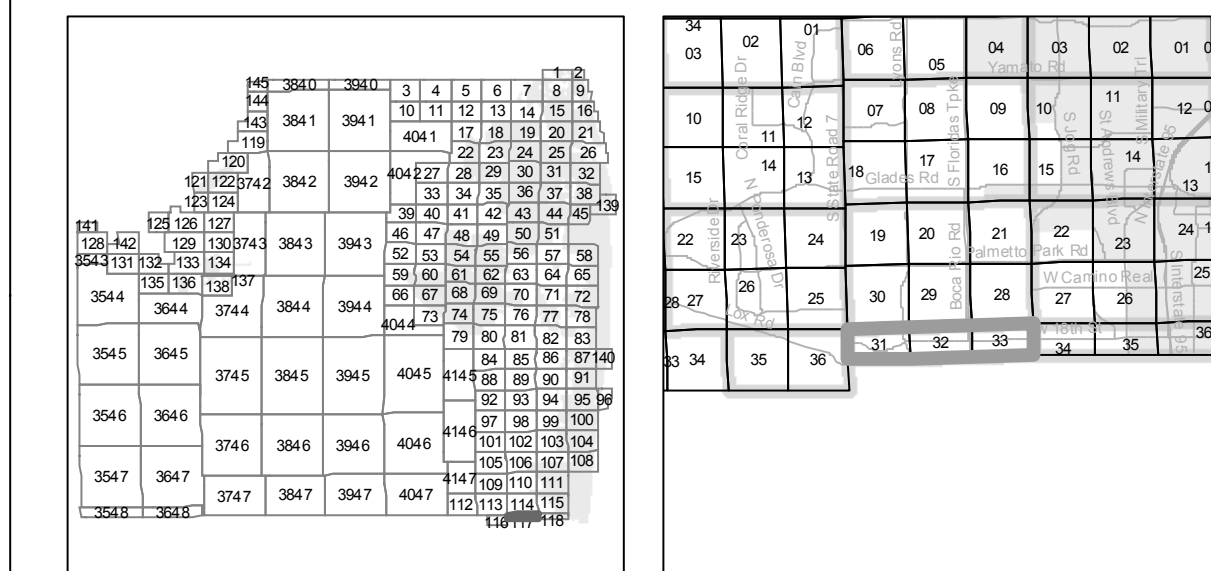 1 2
145 3840 3940 3 4 5 6 7 8 9
144 10 11 12 13 14 15 16
143 3841 3941
119 4041 17 18 19 20 21
120 22 23 24 25 26
121 122 3742 3842 3942 4042 27 28 29 30 31 32
123 124 33 34 35 36 37 38
139
141 125 126 127 39 40 41 42 43 44 45
128 142 129 130 3743 3843 3943 46 47 48 49 50 51
3543 131 132 133 134 52 53 54 55 56 57 58
135 136 138 137 59 60 61 62 63 64 65
3544 3644 3744 3844 3944 66 67 68 69 70 71 72
4044 73 74 75 76 77 78
79 80 81 82 83
3545 3645 84 85 86 87 140
3745 3845 3945 4045 4145 88 89 90 91
92 93 94 95 96
3546 3646 97 98 99 100
3746 3846 3946 4046 4146 101 102 103 104
105 106 107 108
3547 3647 4147 109 110 111
3747 3847 3947 4047
3548 3648 112 113 114 115
116 117 118
34
03 02 01 06 05 04 03 02 01
Coral Ridge Dr
Cain Blvd
Lyons Rd
Yamato Rd
10 11 12 07 08 09 10 11 12
S State Road 7
S Floridas Tpke
S Jog Rd
St Andrews Blvd
S Military Trl
15 14 13 18 17 16 15 14 13
Glades Rd
Riverside Dr
N Ponderosa Dr
22 23 24 19 20 21 22 23 24
Boca Rio Rd
Palmetto Park Rd
W Camino Real
S Interstate 95
28 27 26 25 30 29 28 27 26 25
Lox Rd
W 18th St
33 34 35 36 31 32 33 34 35 36